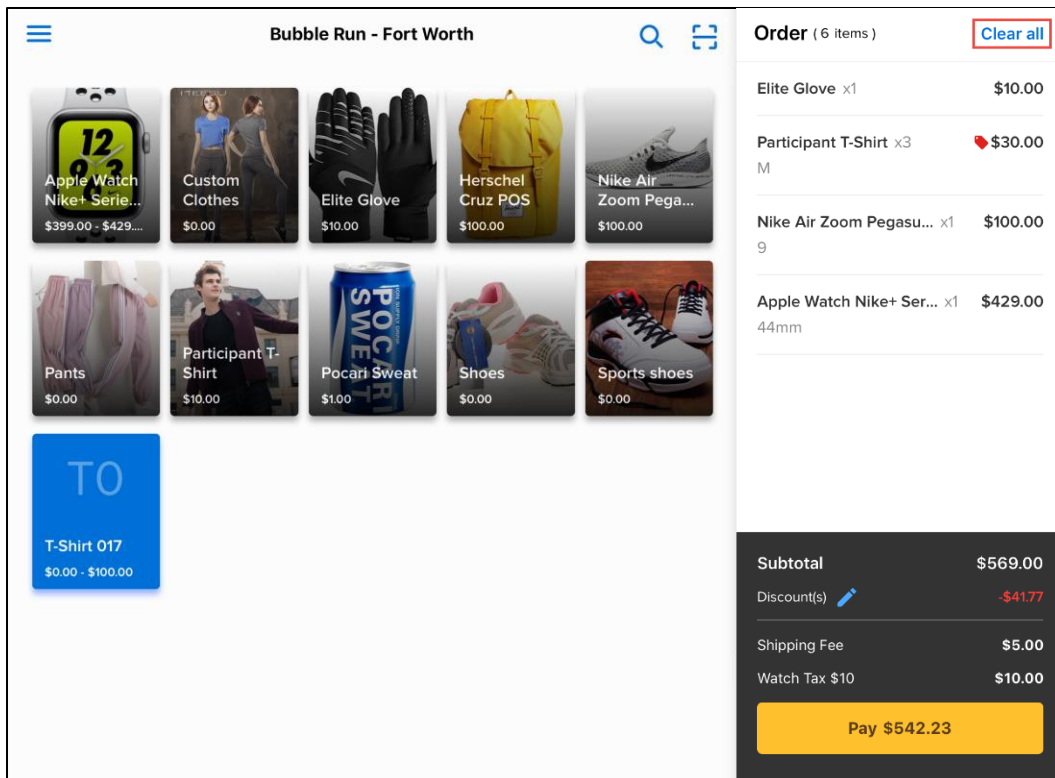 Bubble Run - Fort Worth
Apple Watch
Nike+ Serie...
$399.00 - $429....
Custom
Clothes
$0.00
Elite Glove
$10.00
Herschel
Cruz POS
$100.00
Nike Air
Zoom Pega...
$100.00
Pants
$0.00
Participant T-
Shirt
$10.00
POCARI
SWEAT
Pocari Sweat
$1.00
Shoes
$0.00
Sports shoes
$0.00
TO
T-Shirt 017
$0.00 - $100.00
Order ( 6 items ) Clear all
Elite Glove x1 $10.00
Participant T-Shirt x3 $30.00
M
Nike Air Zoom Pegasu... x1 $100.00
9
Apple Watch Nike+ Ser... x1 $429.00
44mm
Subtotal $569.00
Discount(s) -$41.77
Shipping Fee $5.00
Watch Tax $10 $10.00
Pay $542.23